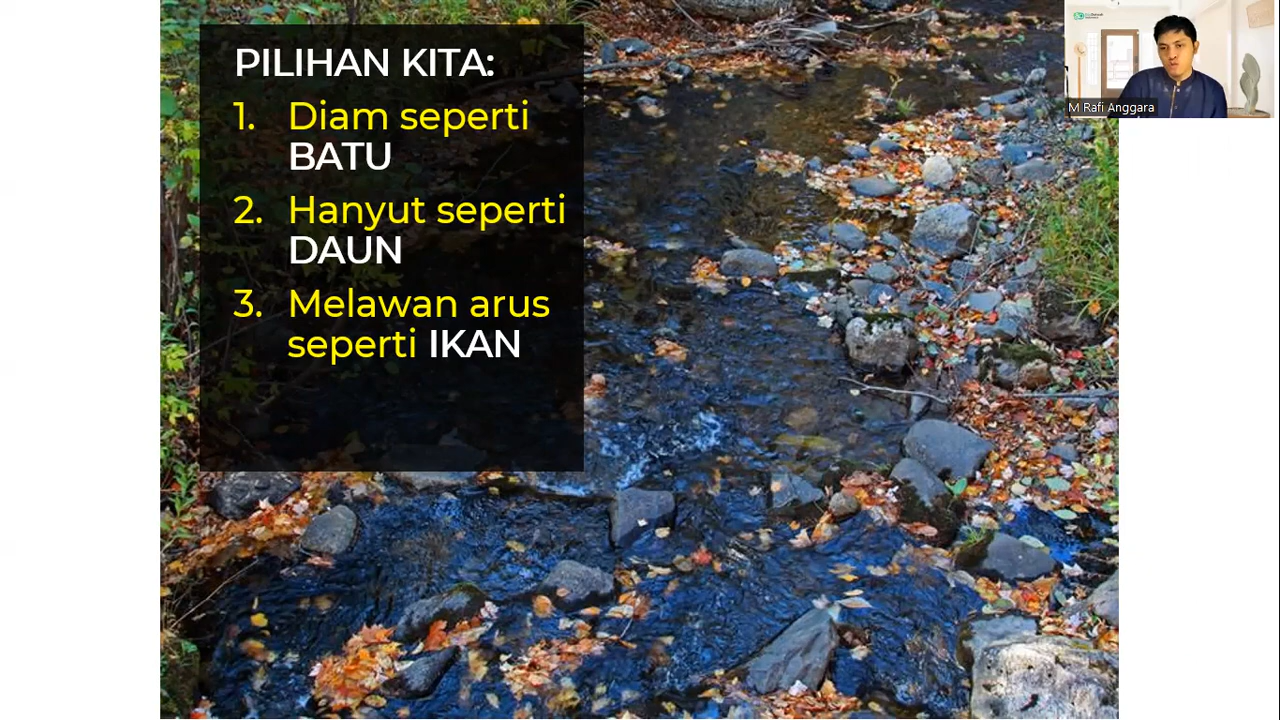 PILIHAN KITA:
1. Diam seperti
BATU
2. Hanyut seperti
DAUN
3. Melawan arus
seperti IKAN
M Rafi Anggara